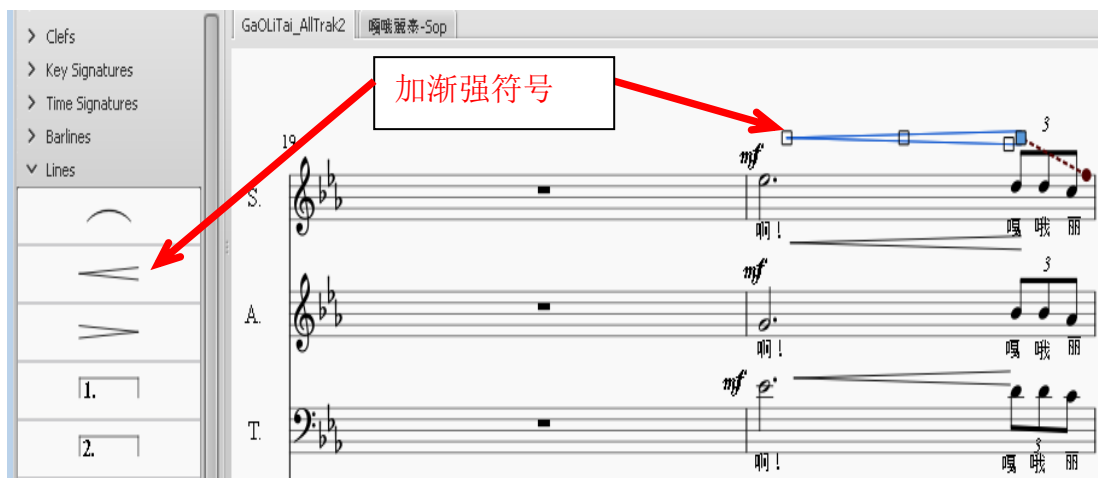 Clefs
Key Signatures
Time Signatures
Barlines
Lines
1.
2.
GaOLiTai_AllTrak2
嘎哦麗泰-Sop
加渐强符号
19
3
mf
S.
啊！
嘎 哦 丽
mf
3
A.
啊！
嘎 哦 丽
mf
T.
3
啊！
嘎 哦 丽